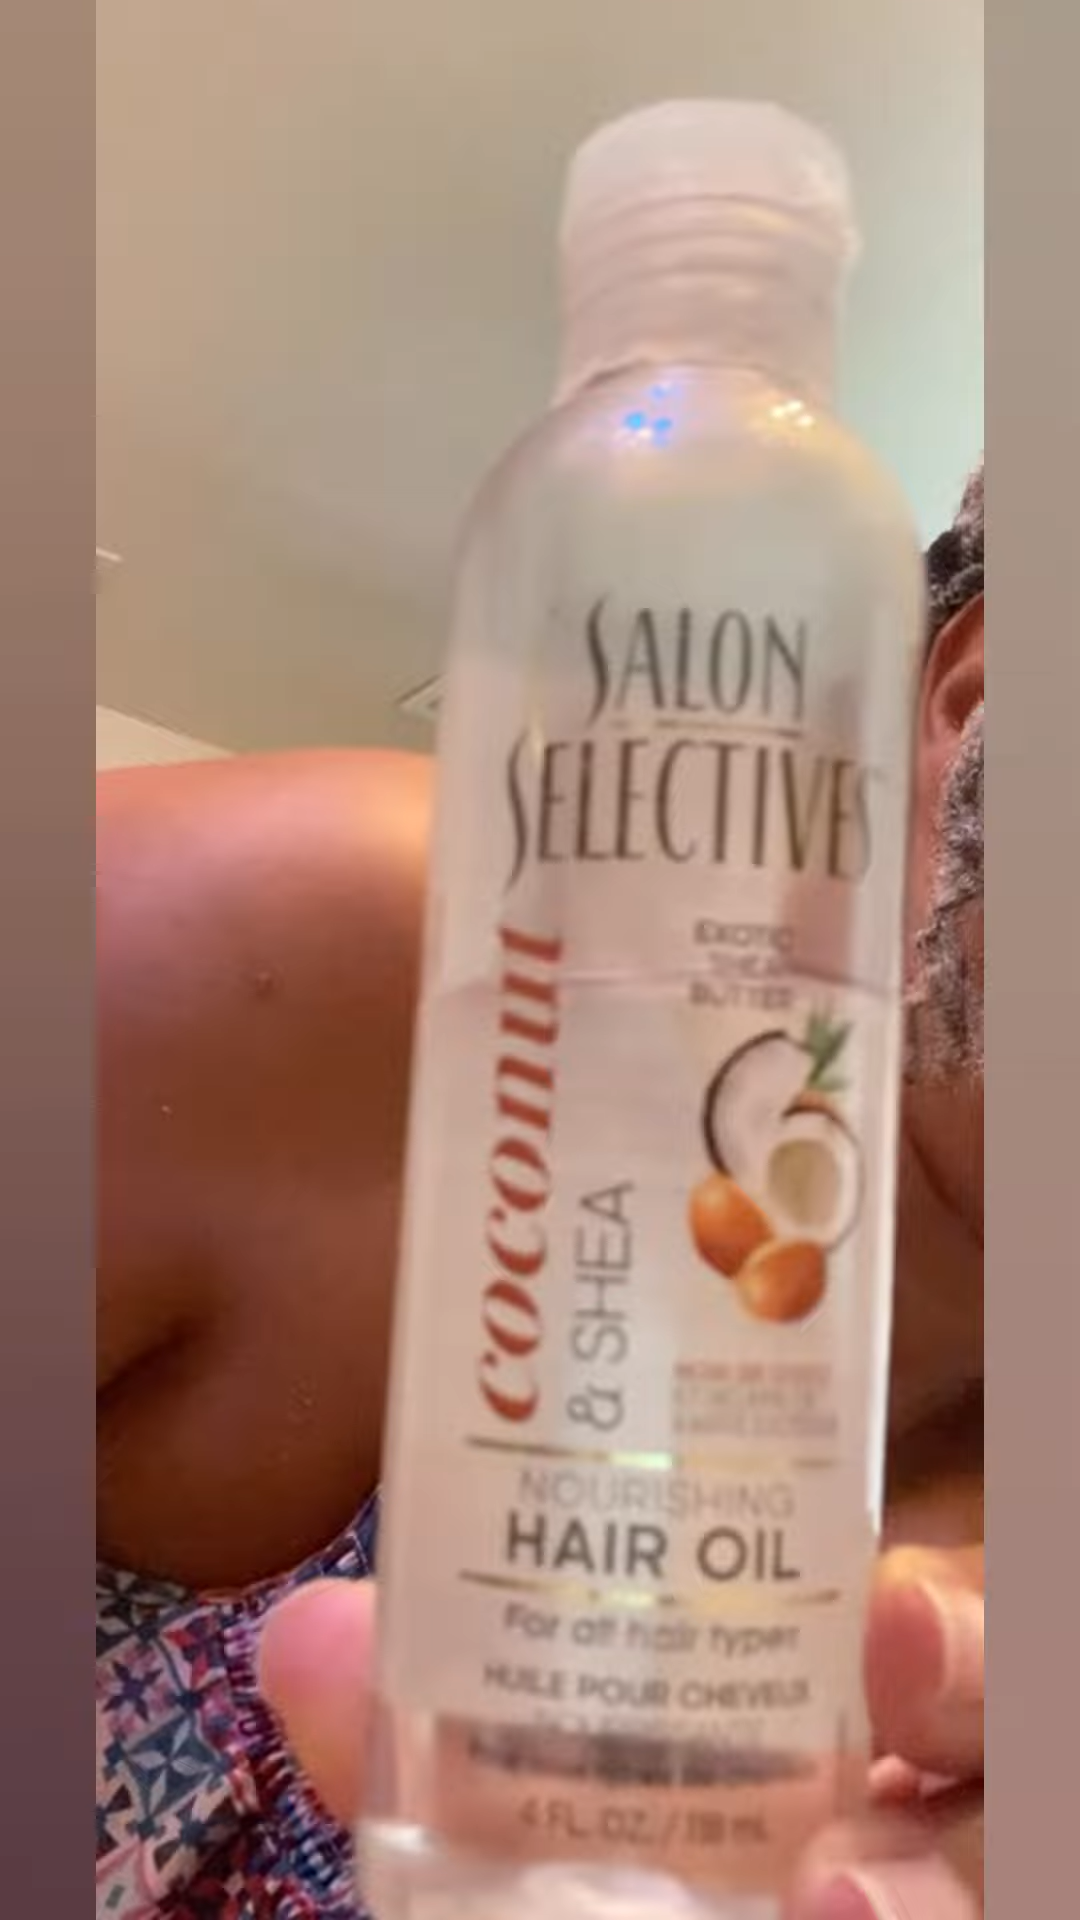 SALON
SELECTIVES
EXOTIC
SHEA
BUTTER
coconut
& SHEA
NOURISHING
HAIR OIL
For all hair types
HUILE POUR CHEVEUX
4 FL. OZ. / 118 mL